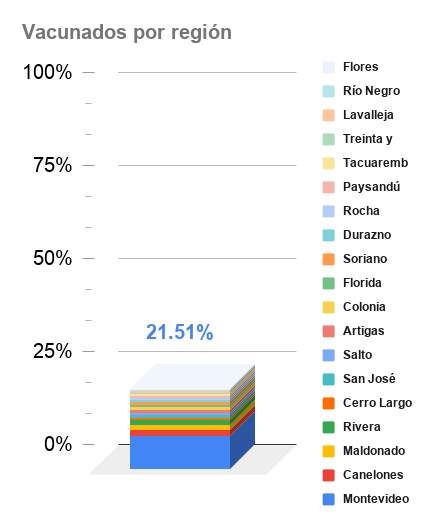 Vacunados por región
100%
75%
50%
25%
0%
21.51%
Flores
Río Negro
Lavalleja
Treinta y
Tacuaremb
Paysandú
Rocha
Durazno
Soriano
Florida
Colonia
Artigas
Salto
San José
Cerro Largo
Rivera
Maldonado
Canelones
Montevideo